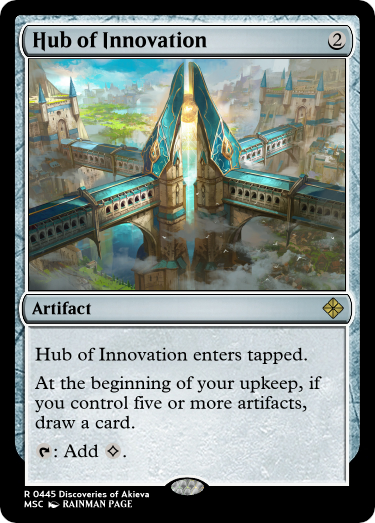 Hub of Innovation 2
Artifact
Hub of Innovation enters tapped.
At the beginning of your upkeep, if
you control five or more artifacts,
draw a card.
: Add .
R 0445 Discoveries of Akieva
MSC RAINMAN PAGE